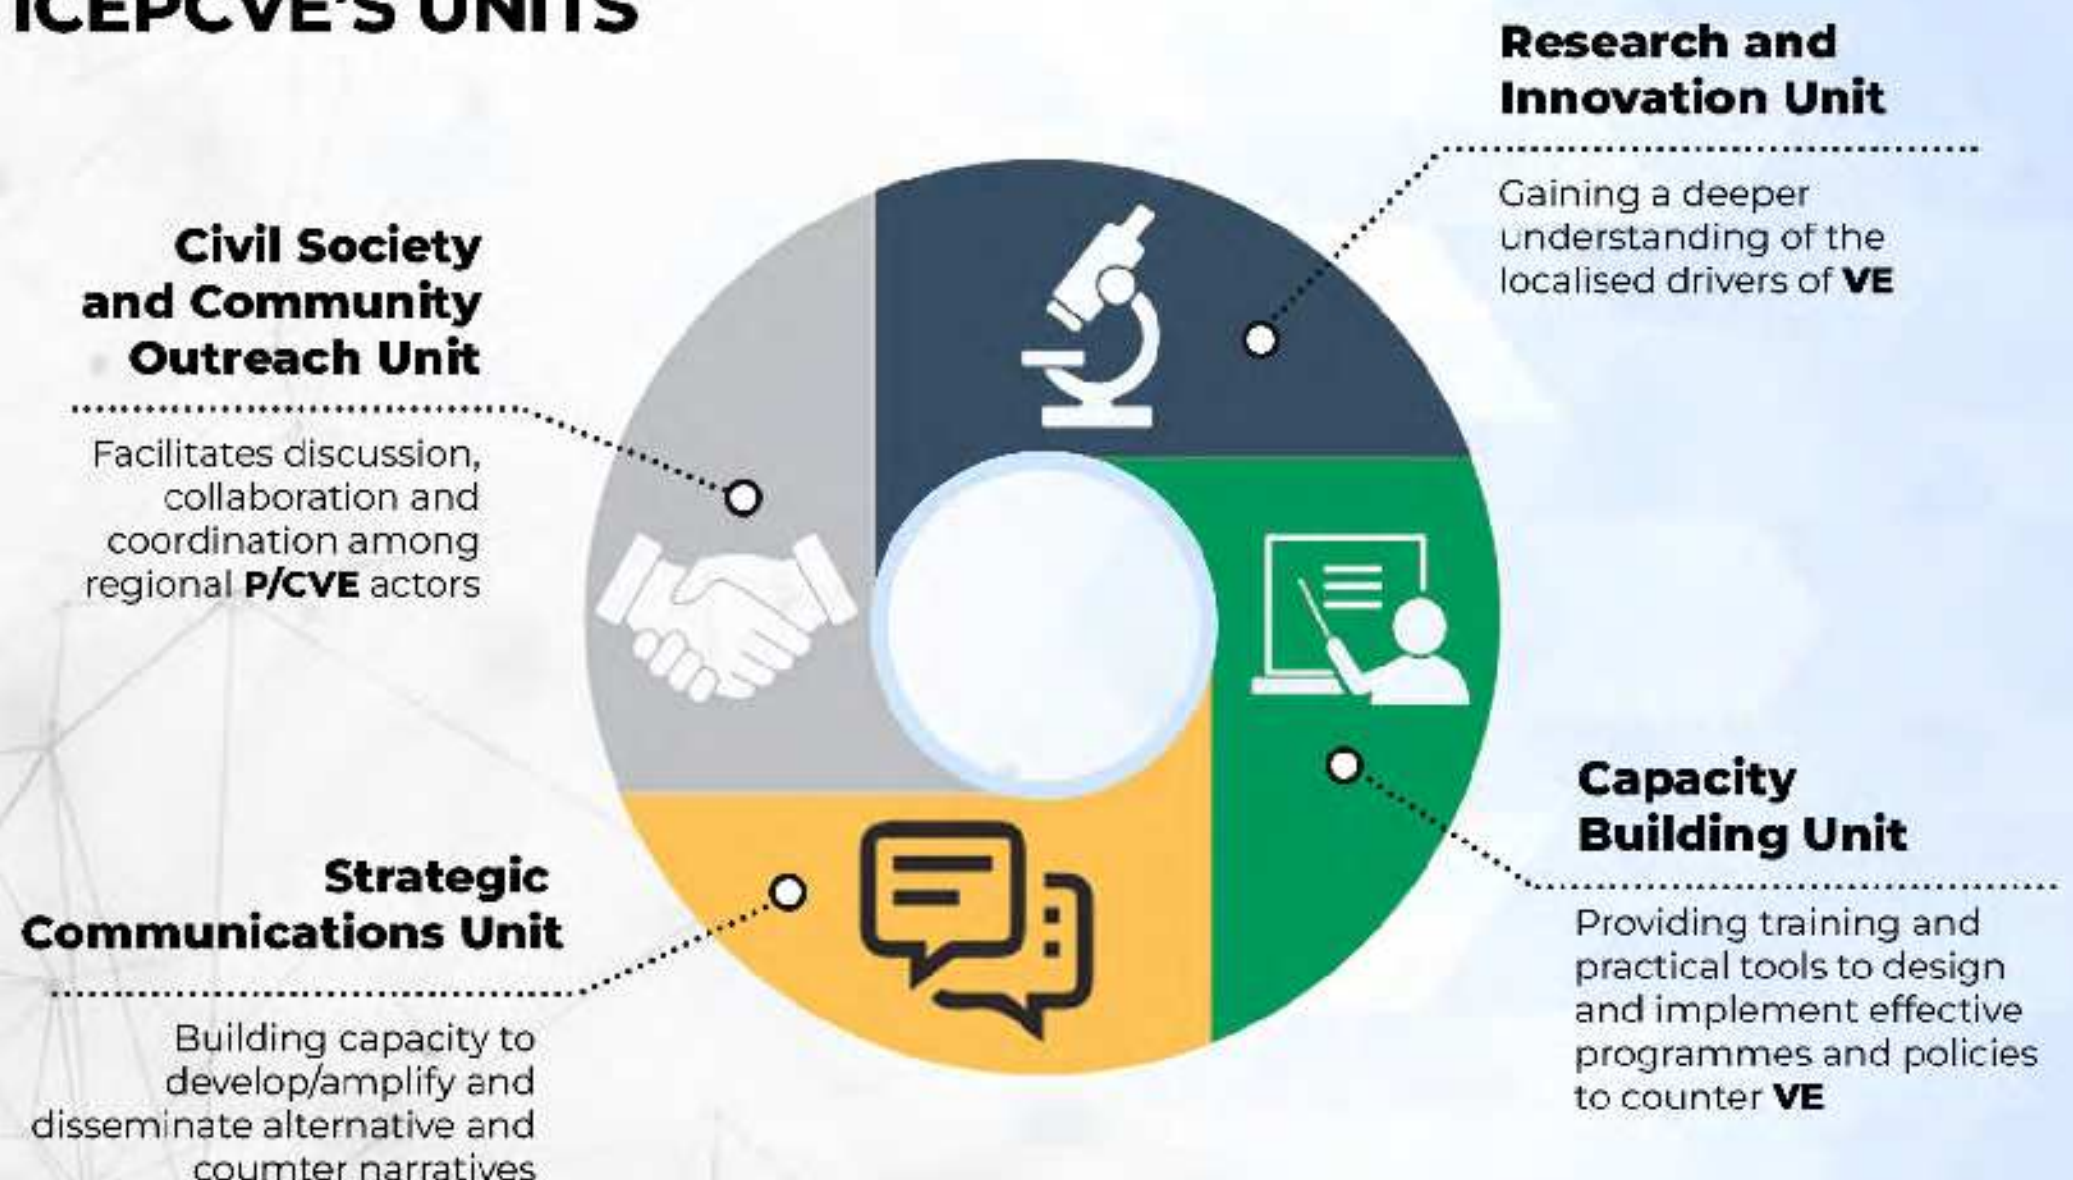 ICEPCVE'S UNITS
Research and
Innovation Unit
Gaining a deeper
understanding of the
localised drivers of VE
Civil Society
and Community
Outreach Unit
Facilitates discussion,
collaboration and
coordination among
regional P/CVE actors
Capacity
Building Unit
Providing training and
practical tools to design
and implement effective
programmes and policies
to counter VE
Strategic
Communications Unit
Building capacity to
develop/amplify and
disseminate alternative and
coumter narratives